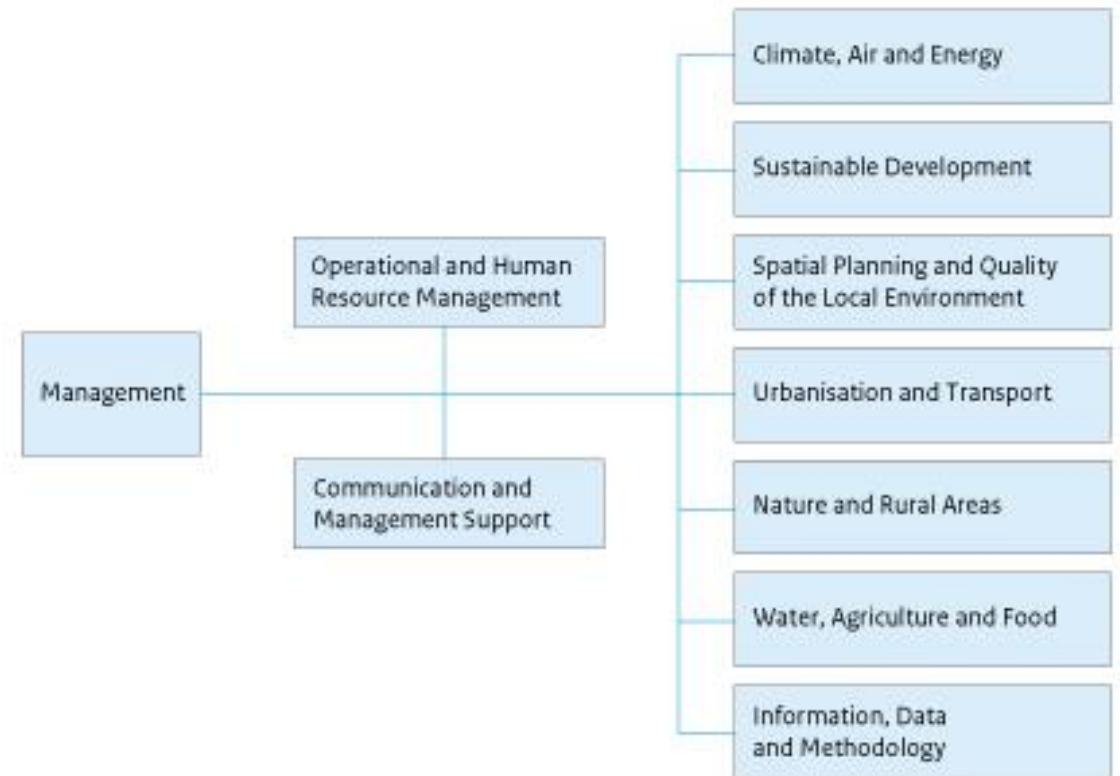 Management
Operational and Human
Resource Management
Communication and
Management Support
Climate, Air and Energy
Sustainable Development
Spatial Planning and Quality
of the Local Environment
Urbanisation and Transport
Nature and Rural Areas
Water, Agriculture and Food
Information, Data
and Methodology